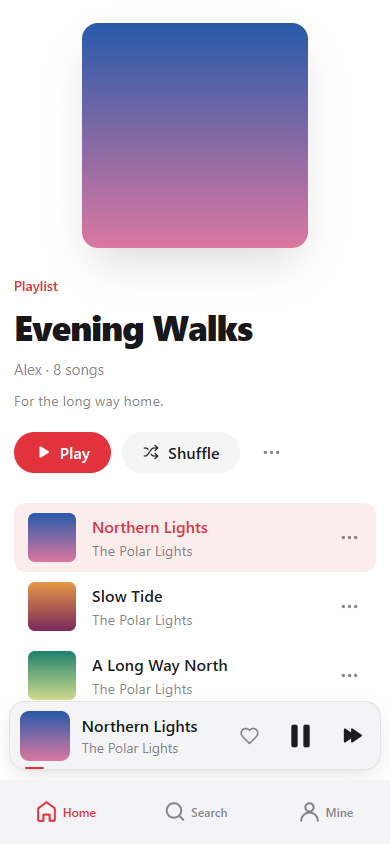 Playlist
Evening Walks
Alex · 8 songs
For the long way home.
Play
Shuffle
Northern Lights
The Polar Lights
Slow Tide
The Polar Lights
A Long Way North
The Polar Lights
Northern Lights
The Polar Lights
Home
Search
Mine